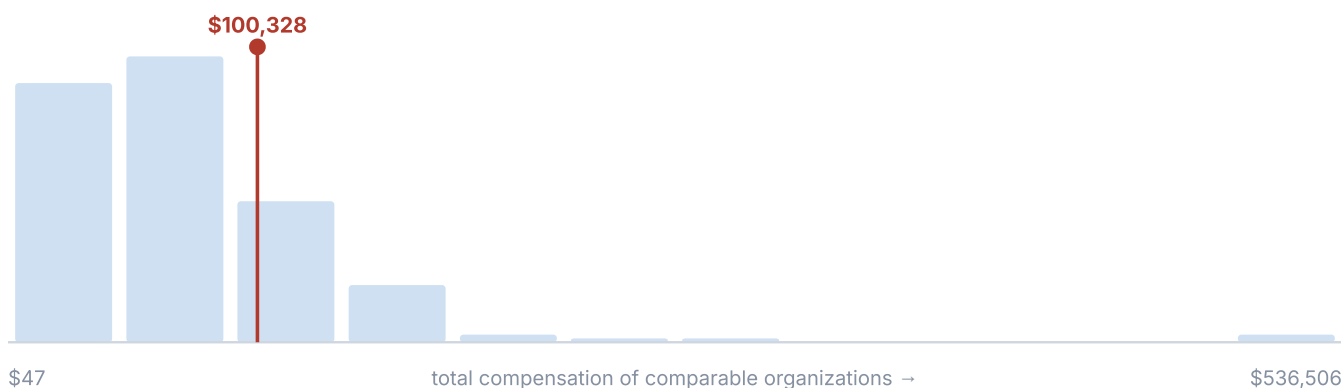 $100,328
$47 total compensation of comparable organizations → $536,506